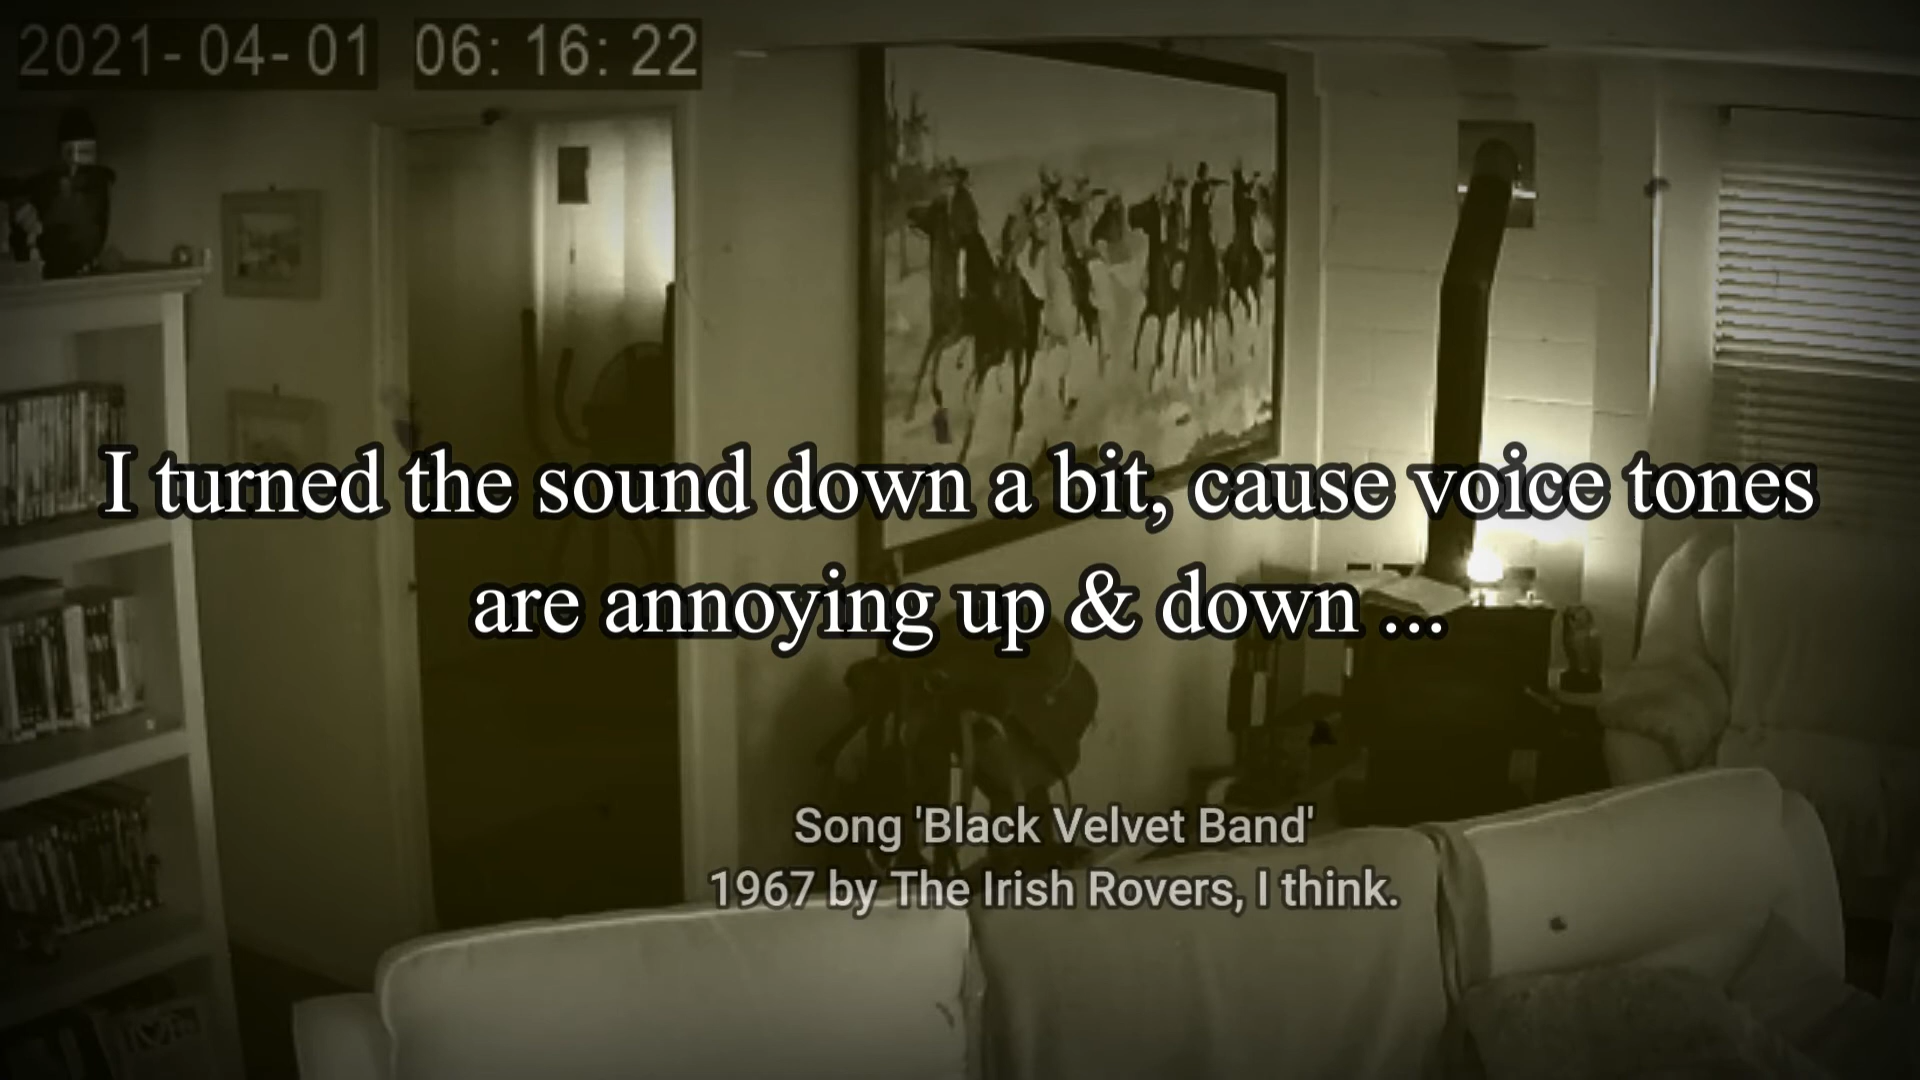 2021-04-01 06:16:22
I turned the sound down a bit, cause voice tones
are annoying up & down ...
Song 'Black Velvet Band'
1967 by The Irish Rovers, I think.